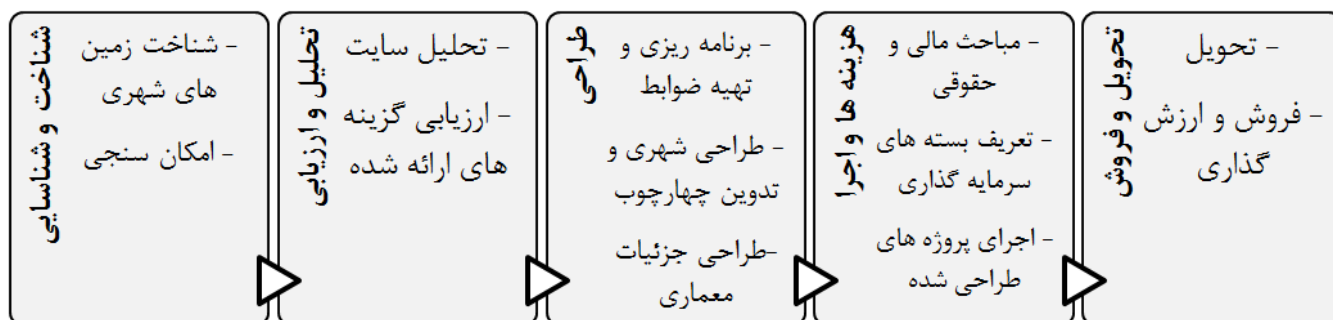 شناخت و شناسایی
- شناخت زمین
های شهری
- امکان سنجی
تحلیل و ارزیابی
- تحلیل سایت
- ارزیابی گزینه
های ارائه شده
طراحی
- برنامه ریزی و
تهیه ضوابط
- طراحی شهری و
تدوین چهارچوب
-طراحی جزئیات
معماری
هزینه ها و اجرا
- مباحث مالی و
حقوقی
- تعریف بسته های
سرمایه گذاری
- اجرای پروژه های
طراحی شده
تحویل و فروش
- تحویل
- فروش و ارزش
گذاری